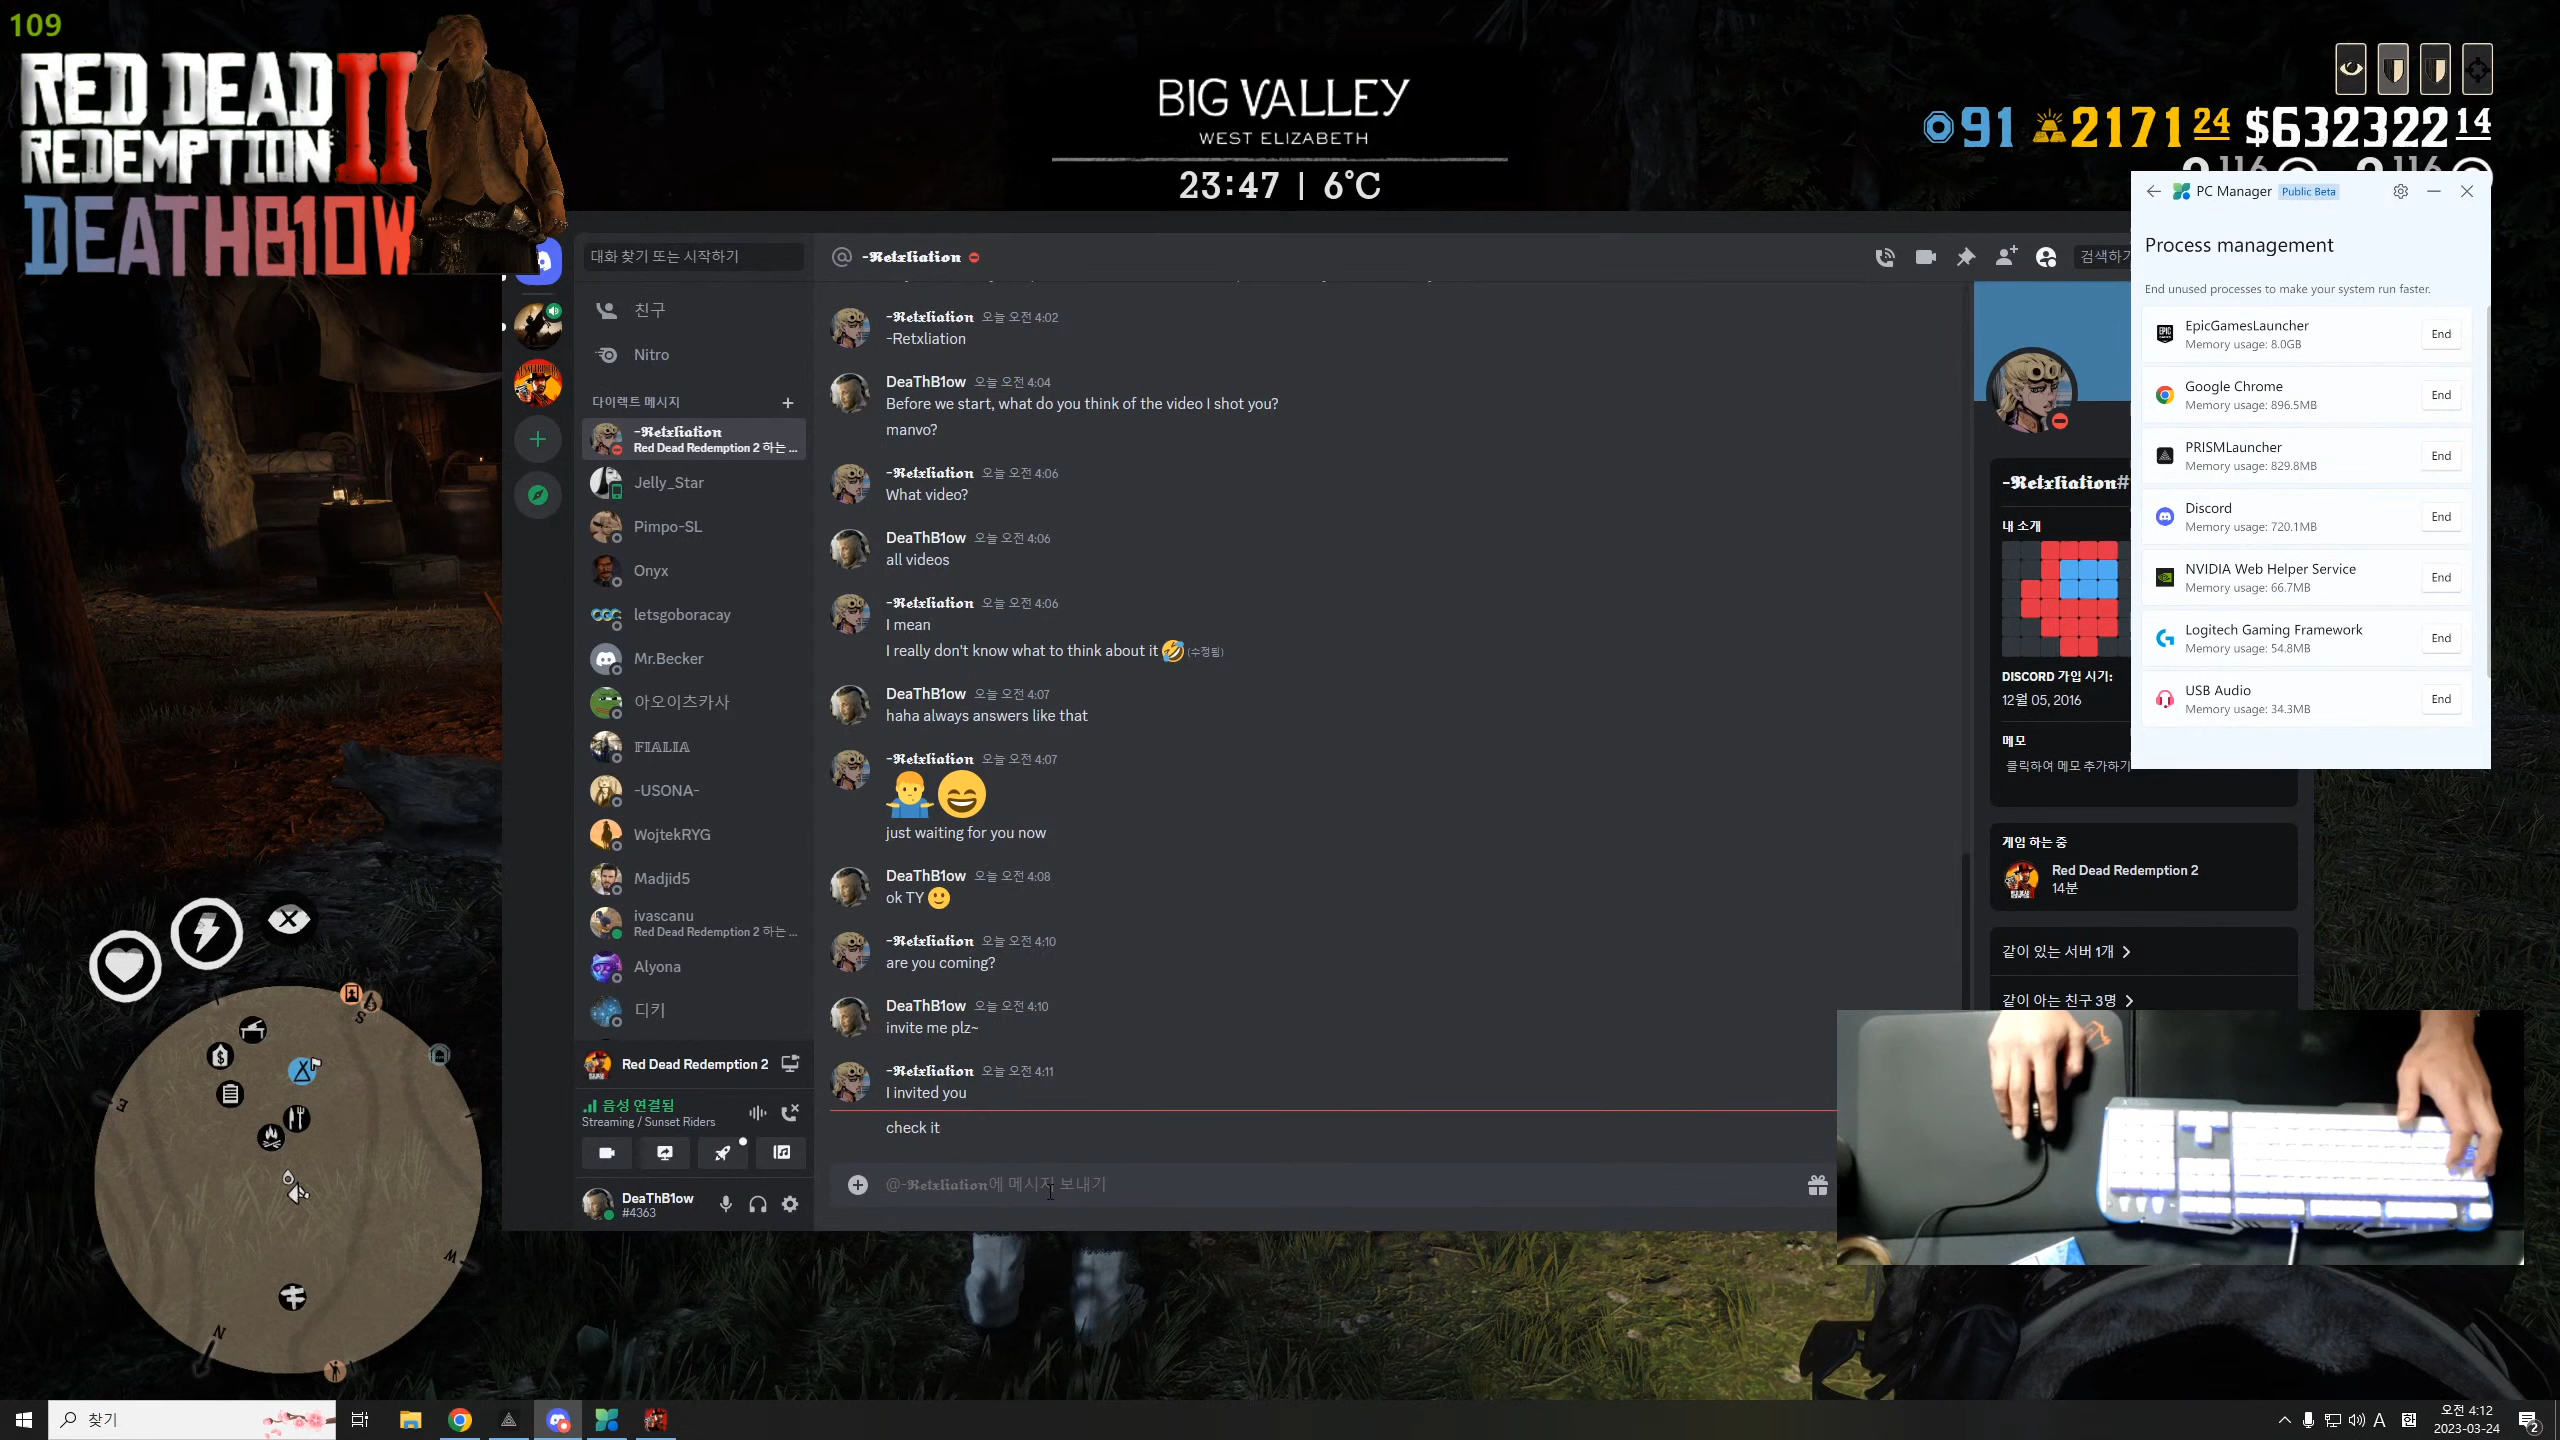 109
RED DEAD
REDEMPTION II
DEATHB10W
BIG VALLEY
WEST ELIZABETH
23:47 | 6°C
91 2171 24 $632322 14
PC Manager Public Beta
Process management
End unused processes to make your system run faster.
EpicGamesLauncher
Memory usage: 8.0GB
End
Google Chrome
Memory usage: 896.5MB
End
PRISMLauncher
Memory usage: 829.8MB
End
Discord
Memory usage: 720.1MB
End
NVIDIA Web Helper Service
Memory usage: 66.7MB
End
Logitech Gaming Framework
Memory usage: 54.8MB
End
USB Audio
Memory usage: 34.3MB
End
대화 찾기 또는 시작하기
친구
Nitro
다이렉트 메시지
-𝕽𝖊𝖙𝖝𝖑𝖎𝖆𝖙𝖎𝖔𝖓
Red Dead Redemption 2 하는 ...
Jelly_Star
Pimpo-SL
Onyx
letsgoboracay
Mr.Becker
아오이츠카사
𝔽𝕀𝔸𝕃𝕀𝔸
-USONA-
WojtekRYG
Madjid5
ivascanu
Red Dead Redemption 2 하는 ...
Alyona
디키
Red Dead Redemption 2
음성 연결됨
Streaming / Sunset Riders
DeaThB1ow
#4363
@ -𝕽𝖊𝖙𝖝𝖑𝖎𝖆𝖙𝖎𝖔𝖓
검색하기
-𝕽𝖊𝖙𝖝𝖑𝖎𝖆𝖙𝖎𝖔𝖓 오늘 오전 4:02
-Retxliation
DeaThB1ow 오늘 오전 4:04
Before we start, what do you think of the video I shot you?
manvo?
-𝕽𝖊𝖙𝖝𝖑𝖎𝖆𝖙𝖎𝖔𝖓 오늘 오전 4:06
What video?
DeaThB1ow 오늘 오전 4:06
all videos
-𝕽𝖊𝖙𝖝𝖑𝖎𝖆𝖙𝖎𝖔𝖓 오늘 오전 4:06
I mean
I really don't know what to think about it 🤣 (수정됨)
DeaThB1ow 오늘 오전 4:07
haha always answers like that
-𝕽𝖊𝖙𝖝𝖑𝖎𝖆𝖙𝖎𝖔𝖓 오늘 오전 4:07
just waiting for you now
DeaThB1ow 오늘 오전 4:08
ok TY 🙂
-𝕽𝖊𝖙𝖝𝖑𝖎𝖆𝖙𝖎𝖔𝖓 오늘 오전 4:10
are you coming?
DeaThB1ow 오늘 오전 4:10
invite me plz~
-𝕽𝖊𝖙𝖝𝖑𝖎𝖆𝖙𝖎𝖔𝖓 오늘 오전 4:11
I invited you
check it
@-𝕽𝖊𝖙𝖝𝖑𝖎𝖆𝖙𝖎𝖔𝖓에 메시지 보내기
-𝕽𝖊𝖙𝖝𝖑𝖎𝖆𝖙𝖎𝖔𝖓#
내 소개
DISCORD 가입 시기:
12월 05, 2016
메모
클릭하여 메모 추가하기
게임 하는 중
Red Dead Redemption 2
14분
같이 있는 서버 1개
같이 아는 친구 3명
S
E
W
N
찾기
A
오전 4:12
2023-03-24
2